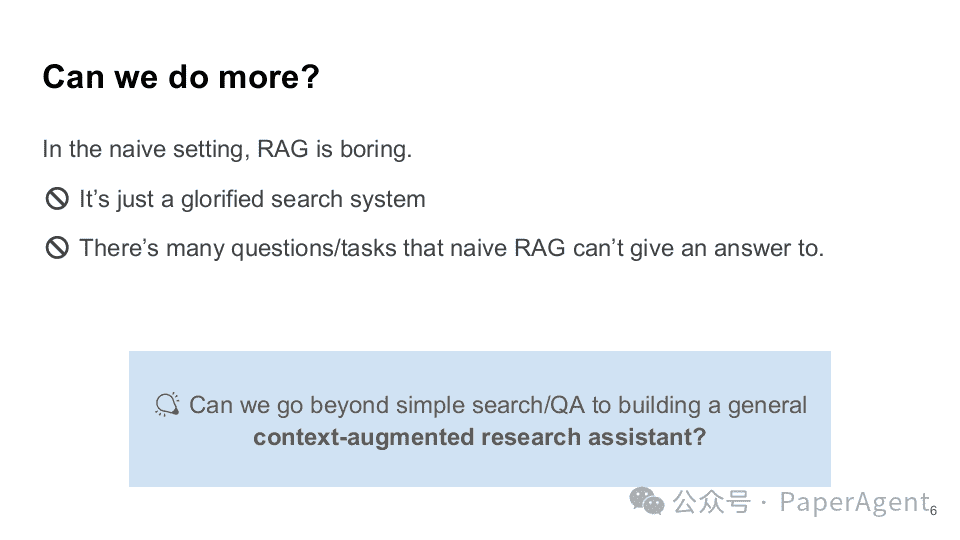 Can we do more?
In the naive setting, RAG is boring.
It’s just a glorified search system
There’s many questions/tasks that naive RAG can’t give an answer to.
Can we go beyond simple search/QA to building a general
context-augmented research assistant?
公众号 · PaperAgent
6